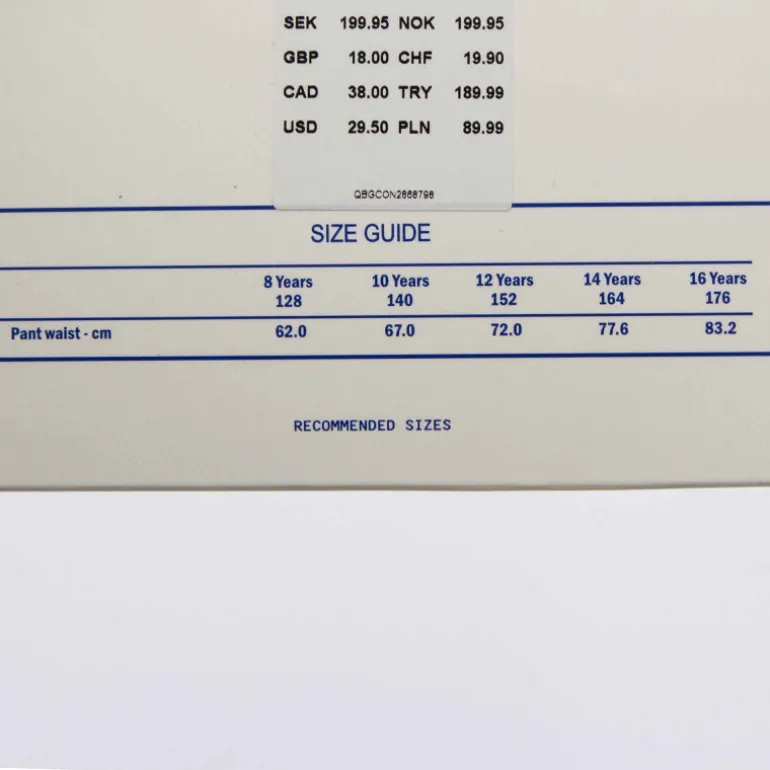 SEK 199.95 NOK 199.95
GBP 18.00 CHF 19.90
CAD 38.00 TRY 189.99
USD 29.50 PLN 89.99
QBGCON2868798
SIZE GUIDE
8 Years 10 Years 12 Years 14 Years 16 Years
128 140 152 164 176
Pant waist - cm 62.0 67.0 72.0 77.6 83.2
RECOMMENDED SIZES